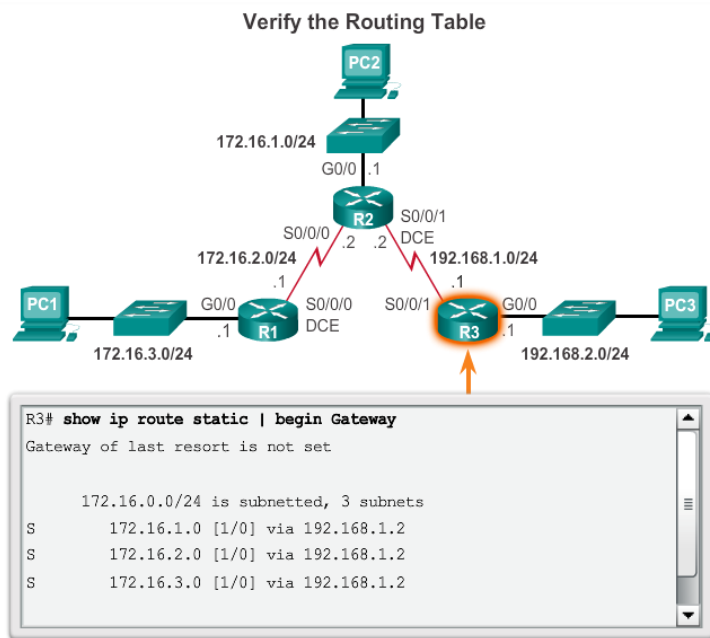 Verify the Routing Table
PC2
172.16.1.0/24
G0/0 .1
R2
S0/0/0 .2
.2 S0/0/1
DCE
172.16.2.0/24
192.168.1.0/24
.1
.1
PC1
G0/0
.1
R1
S0/0/0
DCE
S0/0/1
R3
G0/0
.1
PC3
172.16.3.0/24
192.168.2.0/24
R3# show ip route static | begin Gateway
Gateway of last resort is not set
172.16.0.0/24 is subnetted, 3 subnets
S 172.16.1.0 [1/0] via 192.168.1.2
S 172.16.2.0 [1/0] via 192.168.1.2
S 172.16.3.0 [1/0] via 192.168.1.2